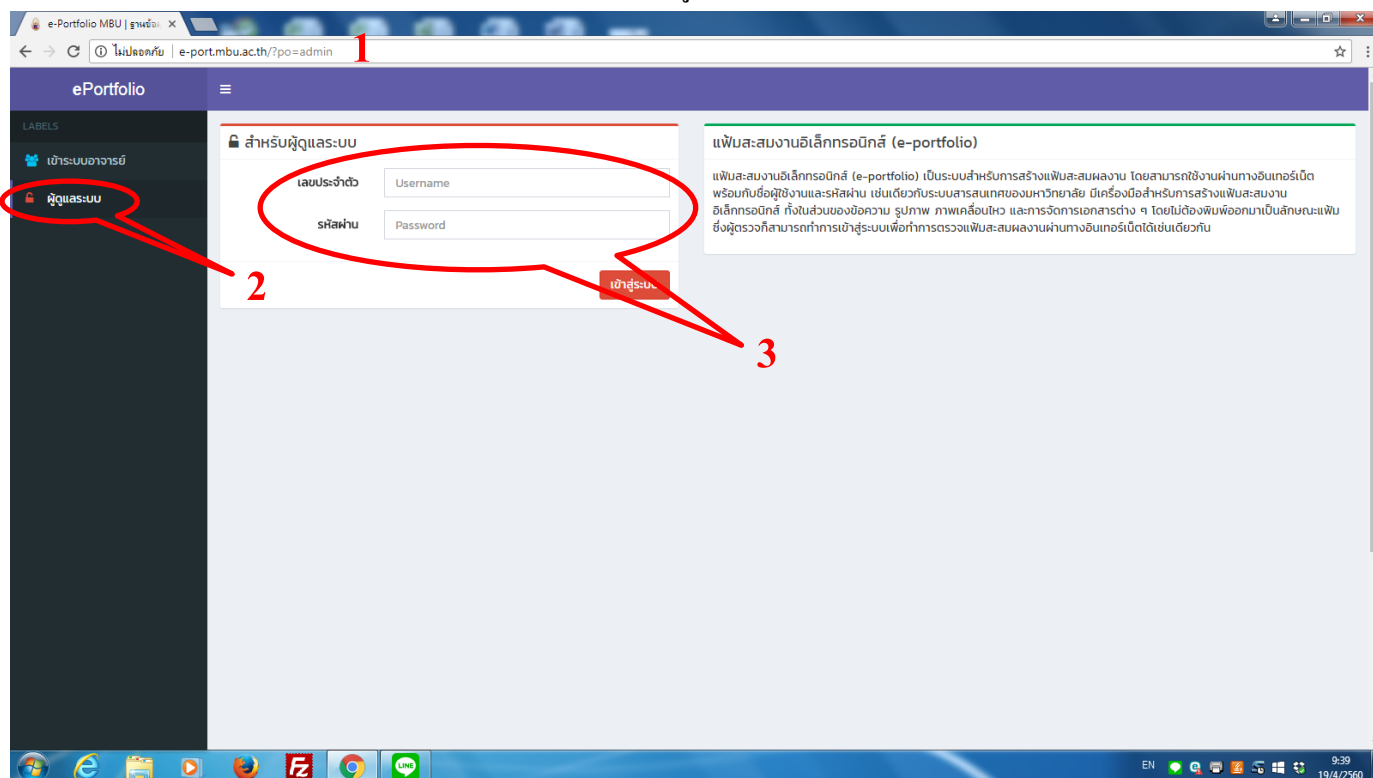 e-Portfolio MBU | ฐานข้อ
ไม่ปลอดภัย | e-port.mbu.ac.th/?po=admin
1
ePortfolio
LABELS
เข้าระบบอาจารย์
ผู้ดูแลระบบ
2
สำหรับผู้ดูแลระบบ
เลขประจำตัว
Username
รหัสผ่าน
Password
เข้าสู่ระบบ
3
แฟ้มสะสมงานอิเล็กทรอนิกส์ (e-portfolio)
แฟ้มสะสมงานอิเล็กทรอนิกส์ (e-portfolio) เป็นระบบสำหรับการสร้างแฟ้มสะสมผลงาน โดยสามารถใช้งานผ่านทางอินเทอร์เน็ต
พร้อมกับชื่อผู้ใช้งานและรหัสผ่าน เช่นเดียวกับระบบสารสนเทศของมหาวิทยาลัย มีเครื่องมือสำหรับการสร้างแฟ้มสะสมงาน
อิเล็กทรอนิกส์ ทั้งในส่วนของข้อความ รูปภาพ ภาพเคลื่อนไหว และการจัดการเอกสารต่าง ๆ โดยไม่ต้องพิมพ์ออกมาเป็นลักษณะแฟ้ม
ซึ่งผู้ตรวจก็สามารถทำการเข้าสู่ระบบเพื่อทำการตรวจแฟ้มสะสมผลงานผ่านทางอินเทอร์เน็ตได้เช่นเดียวกัน
LINE
EN
9:39
19/4/2560